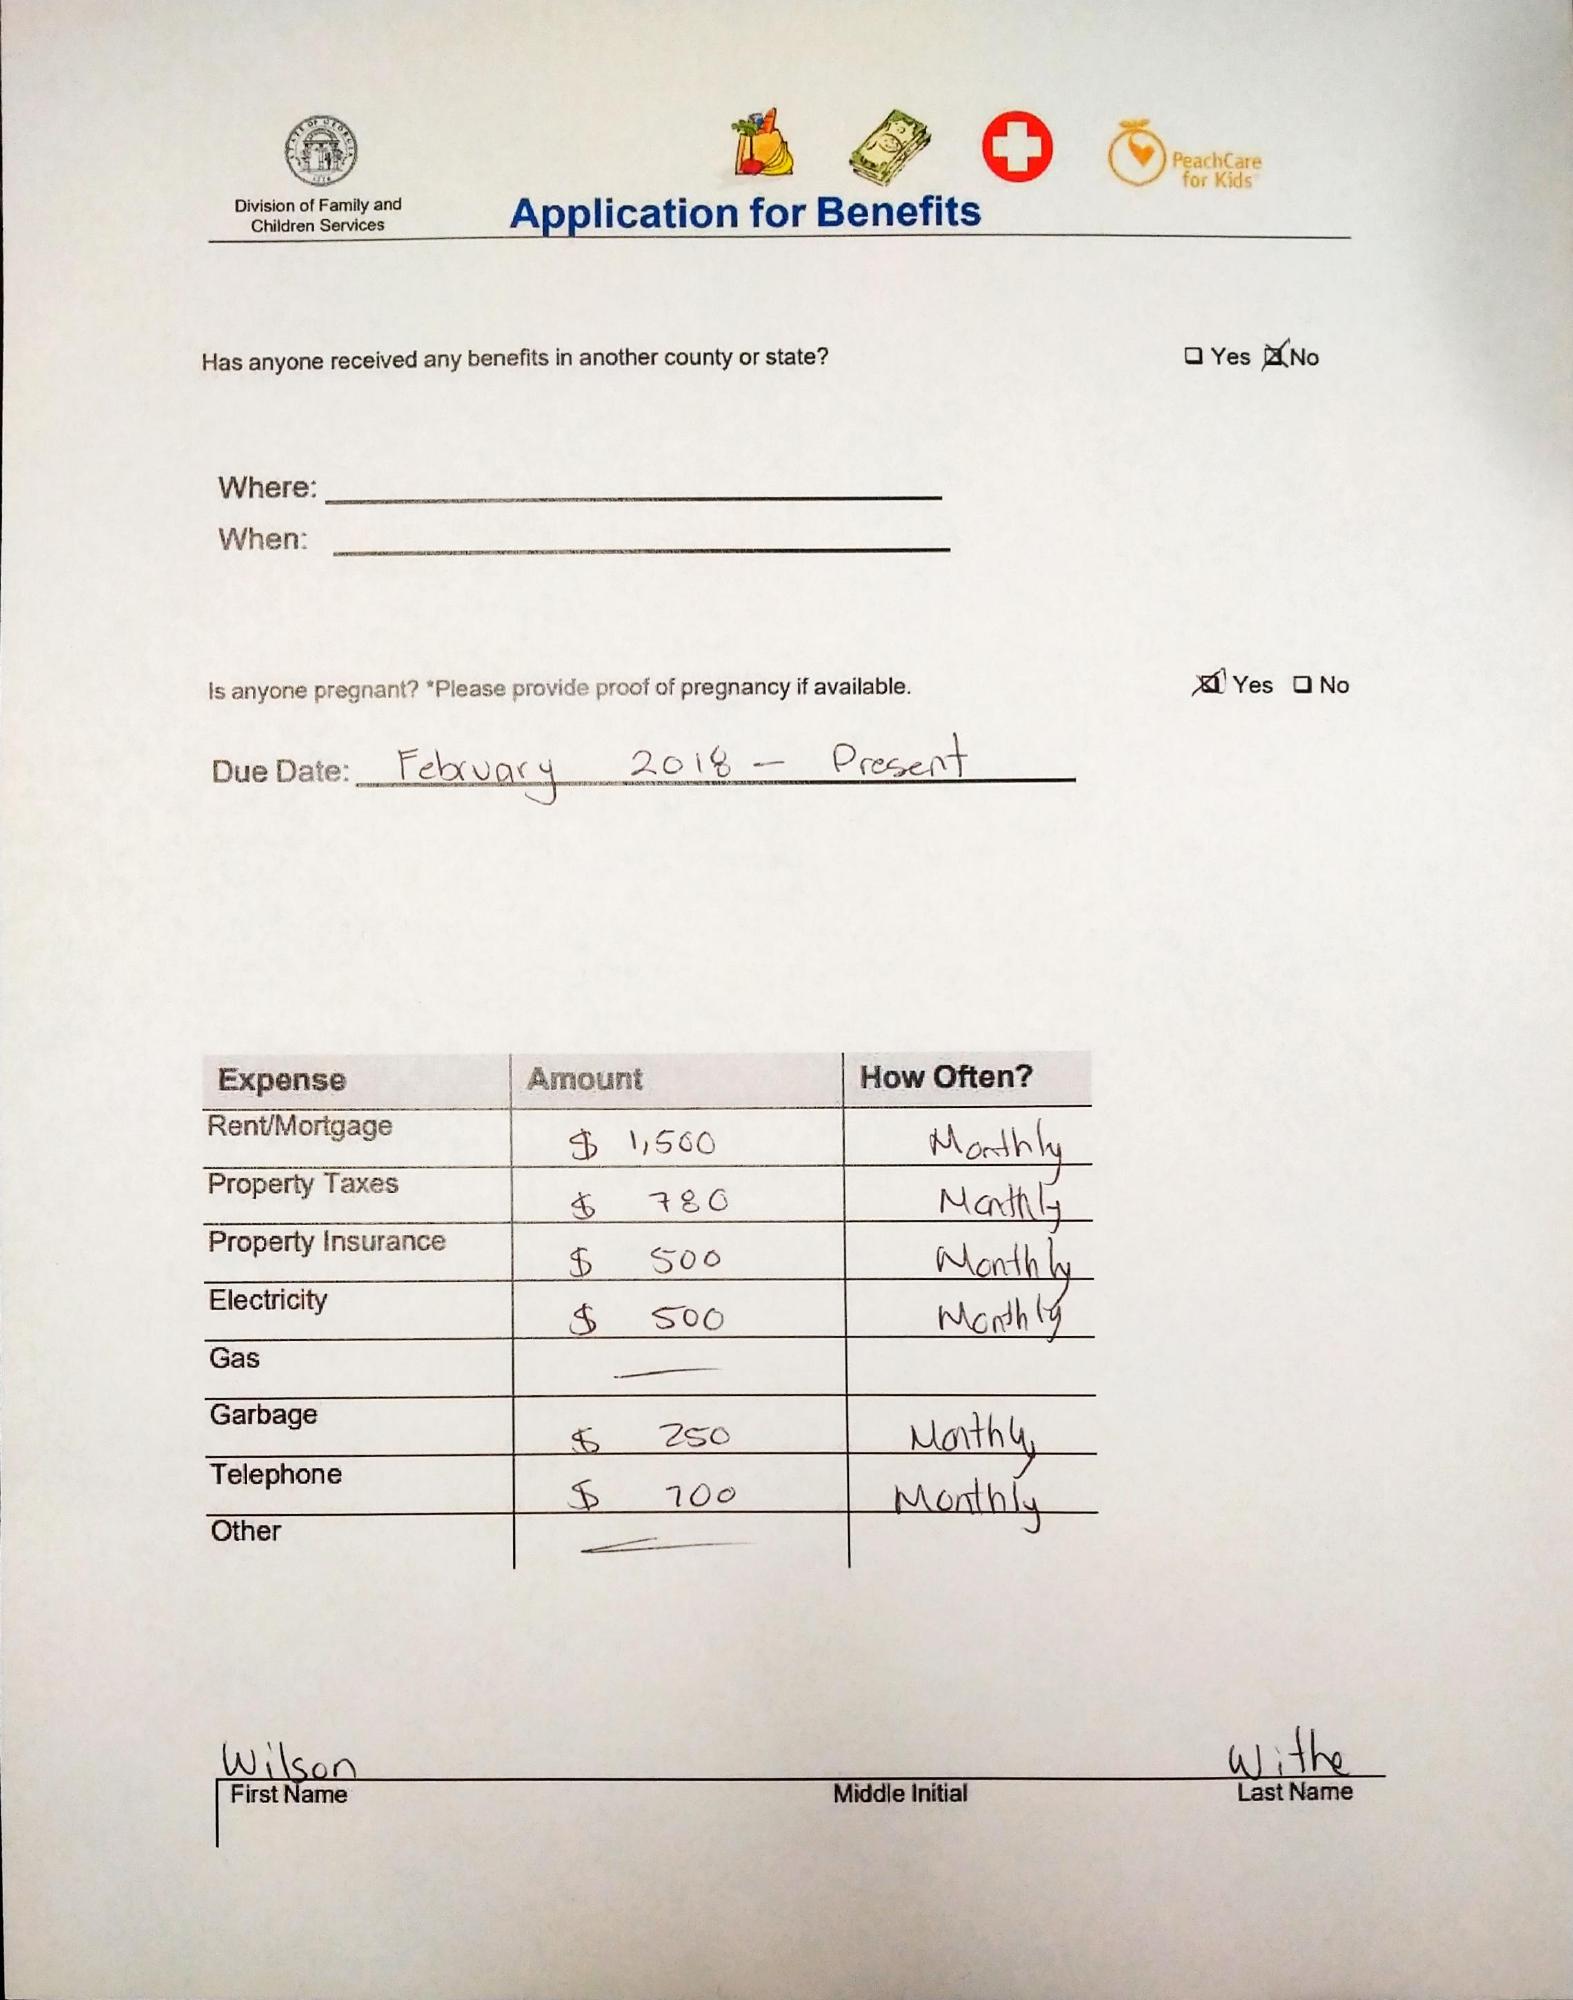 STATE OF GEORGIA
1776
PeachCare
for Kids
Division of Family and
Children Services
Application for Benefits
Has anyone received any benefits in another county or state? ☐ Yes ☒ No
Where:
When:
Is anyone pregnant? *Please provide proof of pregnancy if available. ☒ Yes ☐ No
Due Date: February 2018 – Present
Expense Amount How Often?
Rent/Mortgage $ 1,500 Monthly
Property Taxes $ 780 Monthly
Property Insurance $ 500 Monthly
Electricity $ 500 Monthly
Gas —
Garbage $ 250 Monthly
Telephone $ 700 Monthly
Other —
Wilson Withe
First Name Middle Initial Last Name